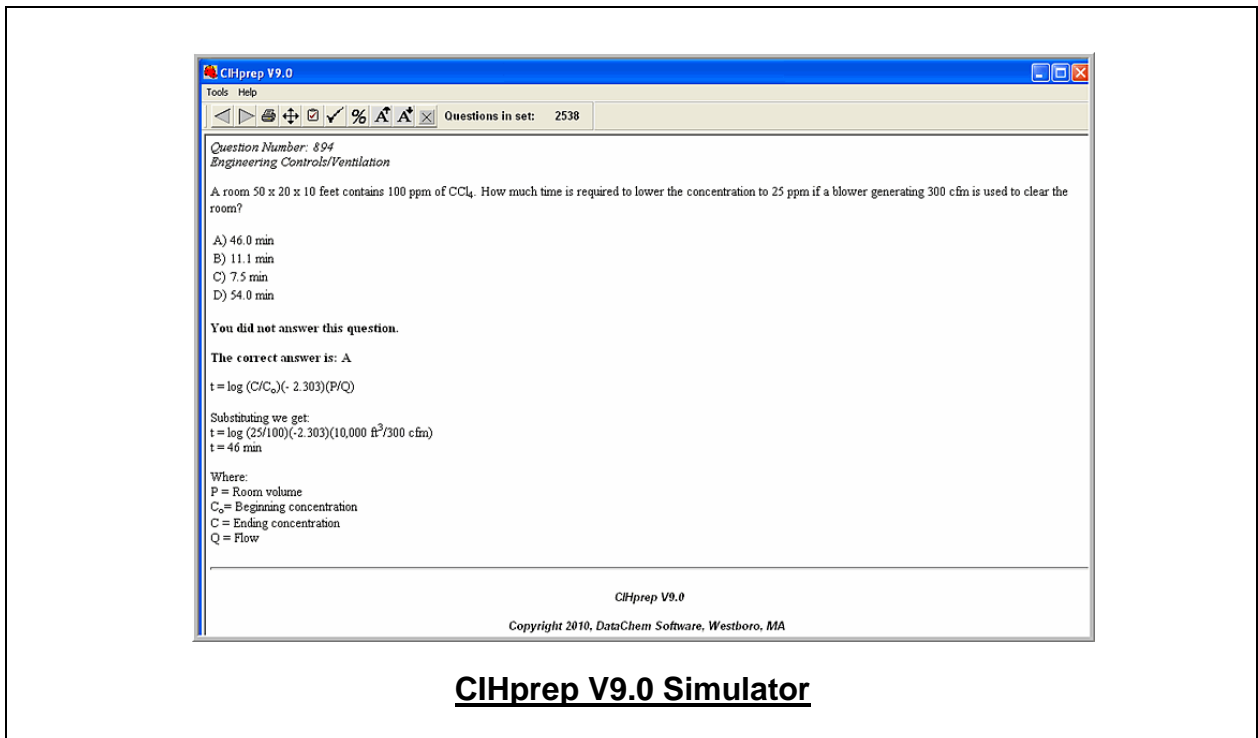 CIHprep V9.0
Tools Help
% A A Questions in set: 2538
Question Number: 894
Engineering Controls/Ventilation
A room 50 x 20 x 10 feet contains 100 ppm of CCl₄. How much time is required to lower the concentration to 25 ppm if a blower generating 300 cfm is used to clear the
room?
A) 46.0 min
B) 11.1 min
C) 7.5 min
D) 54.0 min
You did not answer this question.
The correct answer is: A
t = log (C/Cₒ)(- 2.303)(P/Q)
Substituting we get:
t = log (25/100)(-2.303)(10,000 ft³/300 cfm)
t = 46 min
Where:
P = Room volume
Cₒ= Beginning concentration
C = Ending concentration
Q = Flow
CIHprep V9.0
Copyright 2010, DataChem Software, Westboro, MA
CIHprep V9.0 Simulator